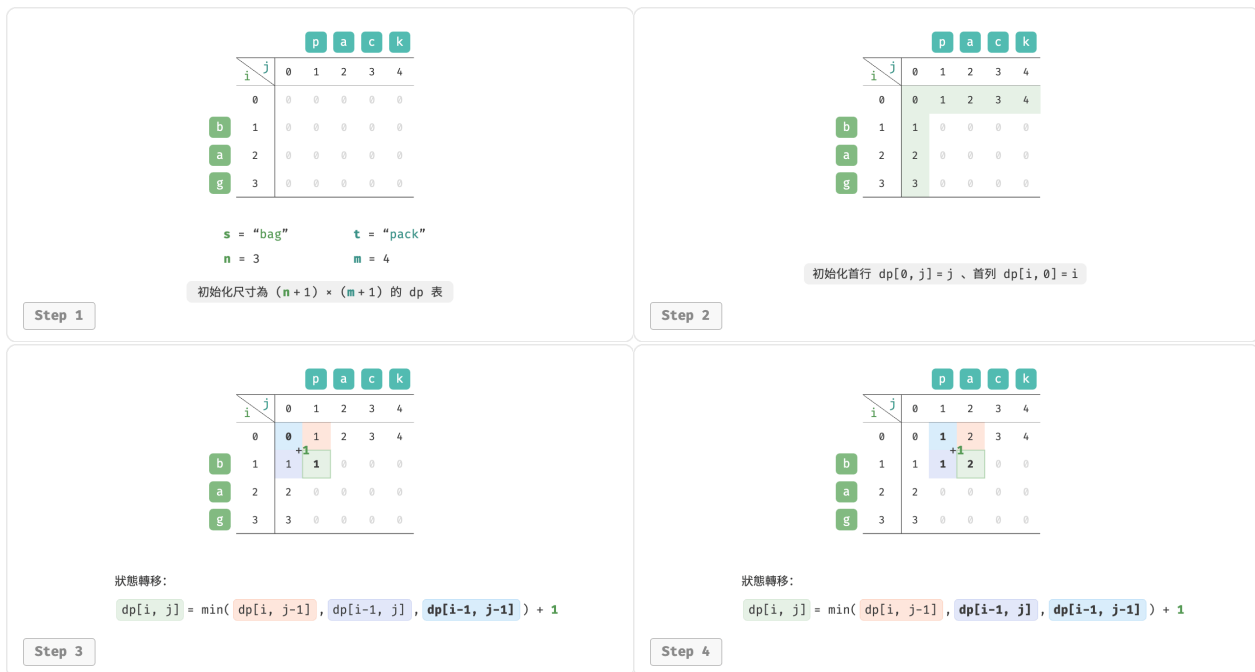 p a c k
j
i
0 1 2 3 4
0 0 0 0 0 0
b 1 0 0 0 0 0
a 2 0 0 0 0 0
g 3 0 0 0 0 0
s = “bag” t = “pack”
n = 3 m = 4
初始化尺寸為 (n + 1) × (m + 1) 的 dp 表
Step 1
p a c k
j
i
0 1 2 3 4
0 0 1 2 3 4
b 1 1 0 0 0 0
a 2 2 0 0 0 0
g 3 3 0 0 0 0
初始化首行 dp[0, j] = j 、首列 dp[i, 0] = i
Step 2
p a c k
j
i
0 1 2 3 4
0 0 1 2 3 4
+1
b 1 1 1 0 0 0
a 2 2 0 0 0 0
g 3 3 0 0 0 0
狀態轉移：
dp[i, j] = min( dp[i, j-1] , dp[i-1, j] , dp[i-1, j-1] ) + 1
Step 3
p a c k
j
i
0 1 2 3 4
0 0 1 2 3 4
+1
b 1 1 1 2 0 0
a 2 2 0 0 0 0
g 3 3 0 0 0 0
狀態轉移：
dp[i, j] = min( dp[i, j-1] , dp[i-1, j] , dp[i-1, j-1] ) + 1
Step 4